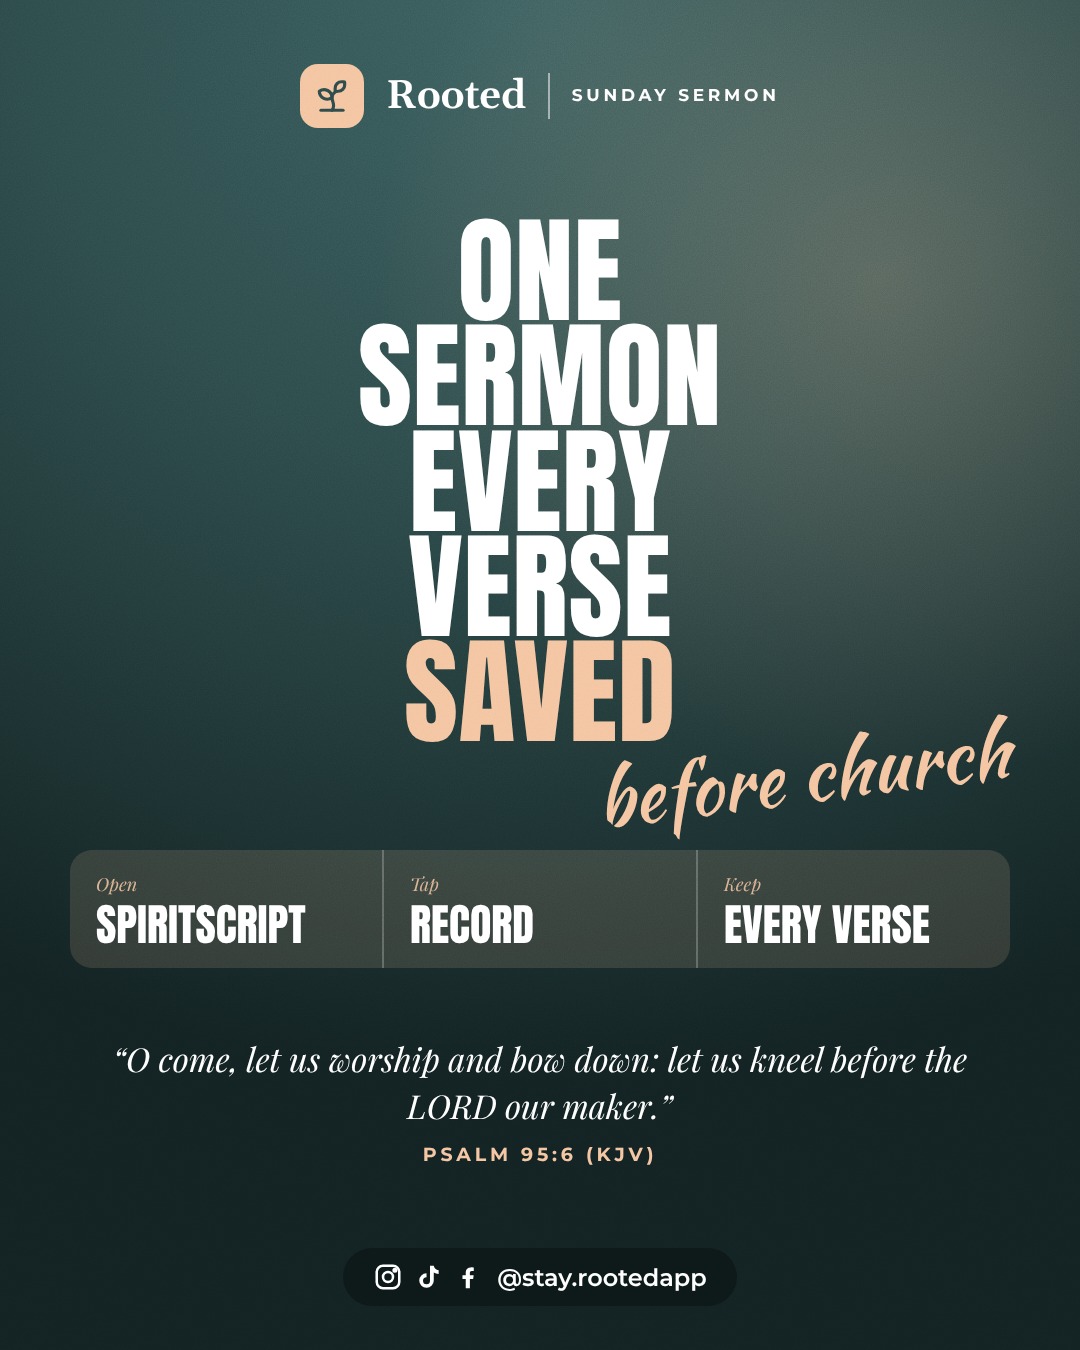 Rooted
SUNDAY SERMON
ONE
SERMON
EVERY
VERSE
SAVED
before church
Open
SPIRITSCRIPT
Tap
RECORD
Keep
EVERY VERSE
“O come, let us worship and bow down: let us kneel before the
LORD our maker.”
PSALM 95:6 (KJV)
@stay.rootedapp